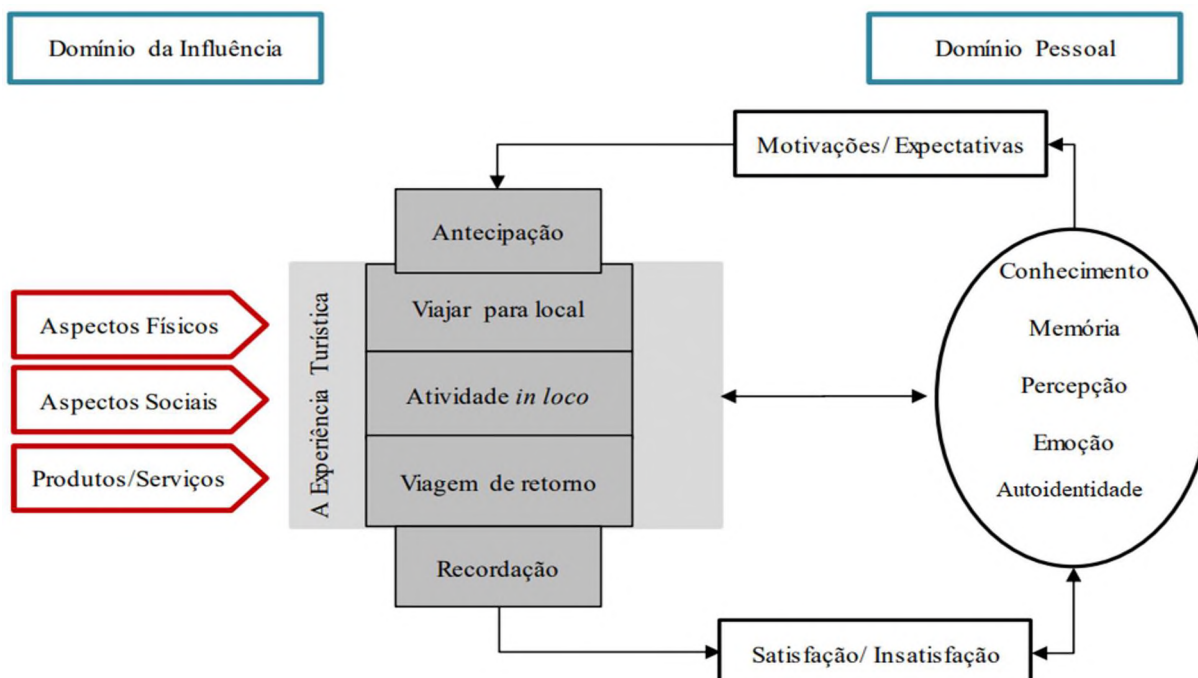 Domínio da Influência
Domínio Pessoal
Motivações/ Expectativas
Antecipação
A Experiência Turística
Viajar para local
Atividade in loco
Viagem de retorno
Recordação
Aspectos Físicos
Aspectos Sociais
Produtos/Serviços
Conhecimento
Memória
Percepção
Emoção
Autoidentidade
Satisfação/ Insatisfação